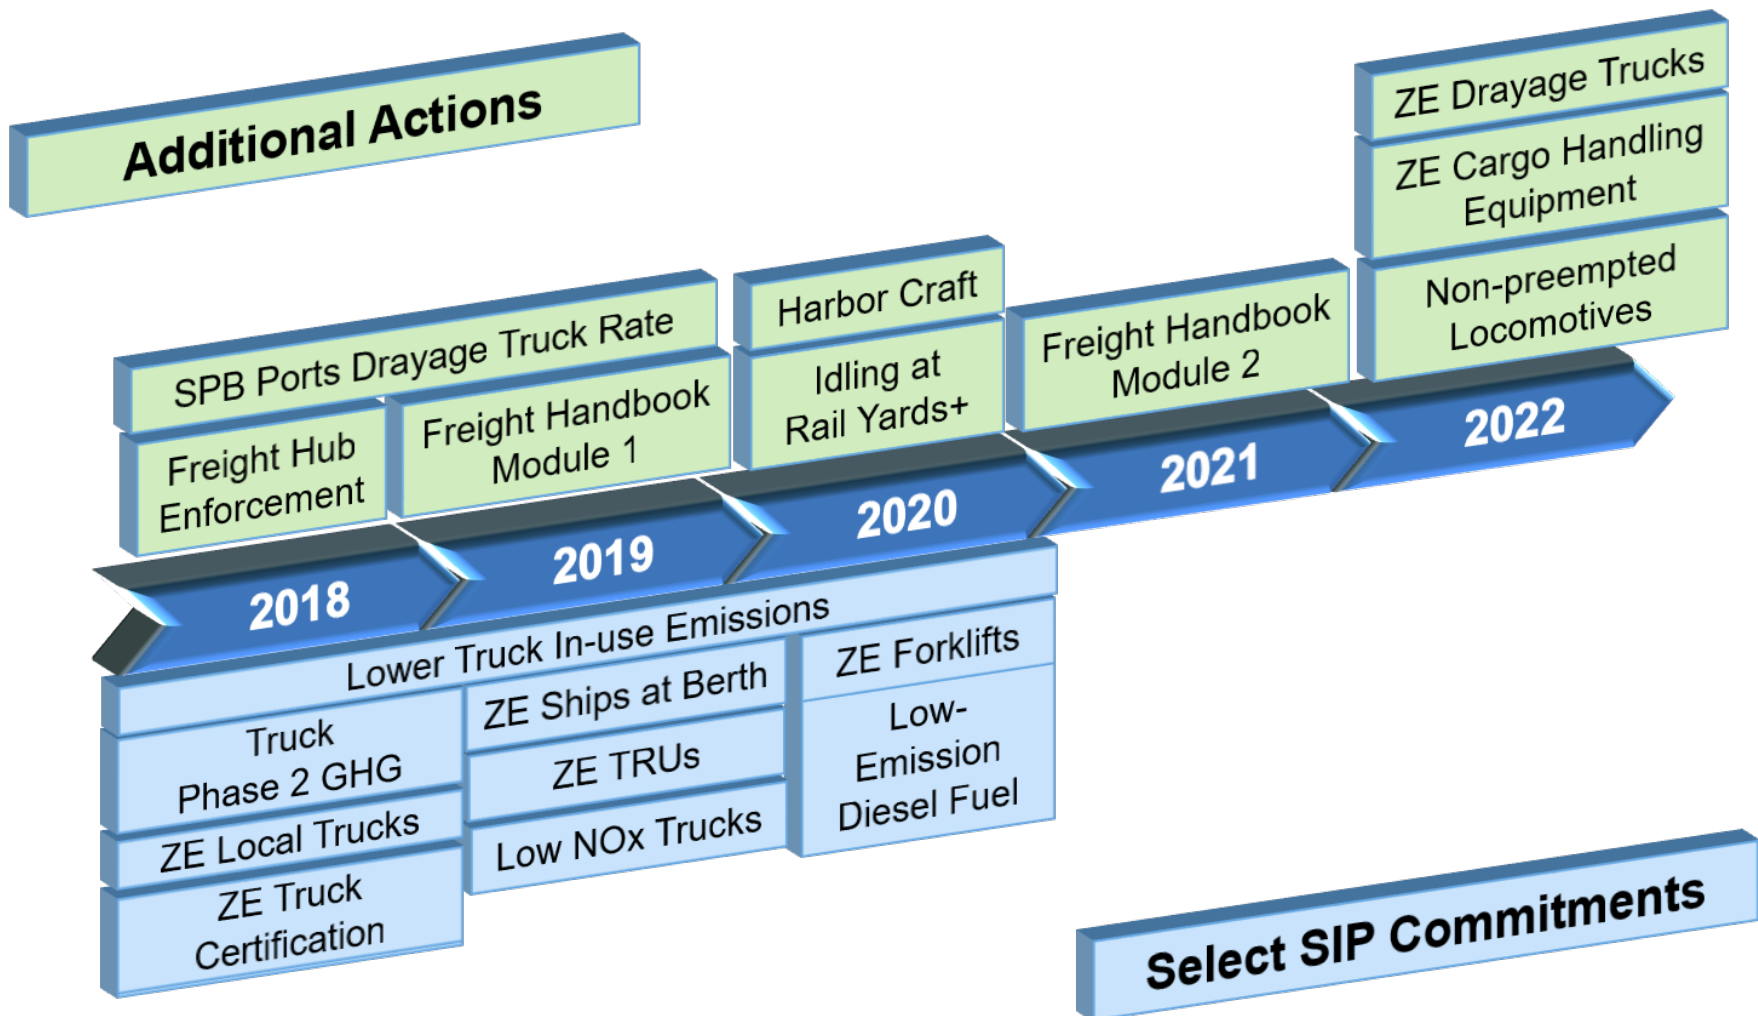 Additional Actions
SPB Ports Drayage Truck Rate
Freight Hub
Enforcement
Freight Handbook
Module 1
Harbor Craft
Idling at
Rail Yards+
Freight Handbook
Module 2
ZE Drayage Trucks
ZE Cargo Handling
Equipment
Non-preempted
Locomotives
2018
2019
2020
2021
2022
Lower Truck In-use Emissions
Truck
Phase 2 GHG
ZE Local Trucks
ZE Truck
Certification
ZE Ships at Berth
ZE TRUs
Low NOx Trucks
ZE Forklifts
Low-
Emission
Diesel Fuel
Select SIP Commitments